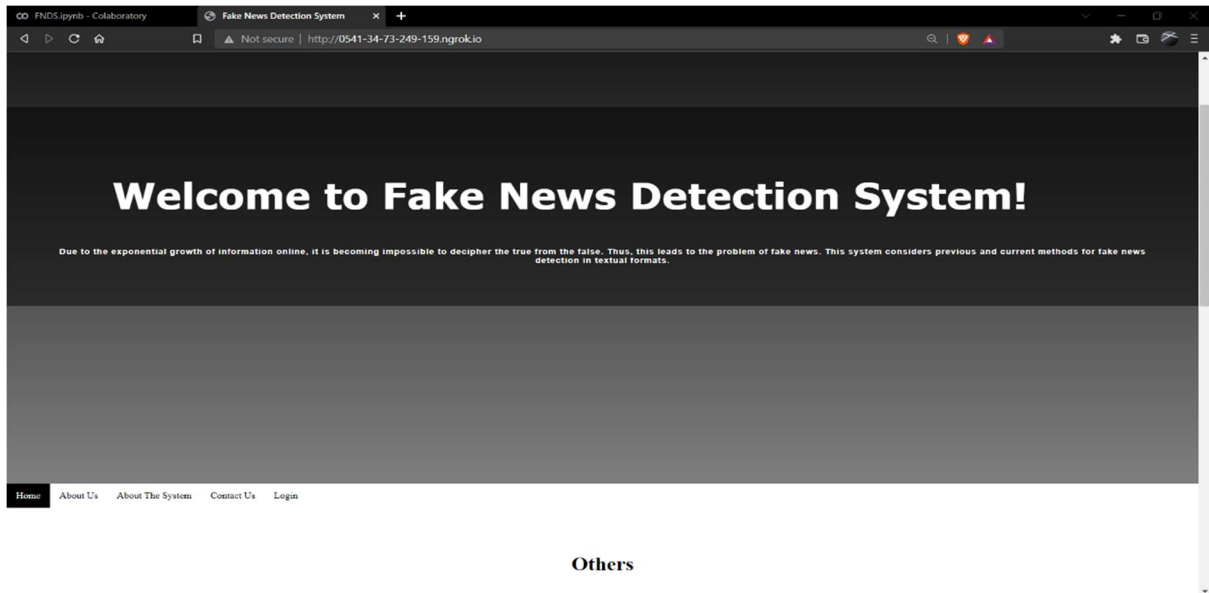 FNDS.ipynb - Colaboratory
Fake News Detection System
Not secure | http://0541-34-73-249-159.ngrok.io
Welcome to Fake News Detection System!
Due to the exponential growth of information online, it is becoming impossible to decipher the true from the false. Thus, this leads to the problem of fake news. This system considers previous and current methods for fake news
detection in textual formats.
Home About Us About The System Contact Us Login
Others